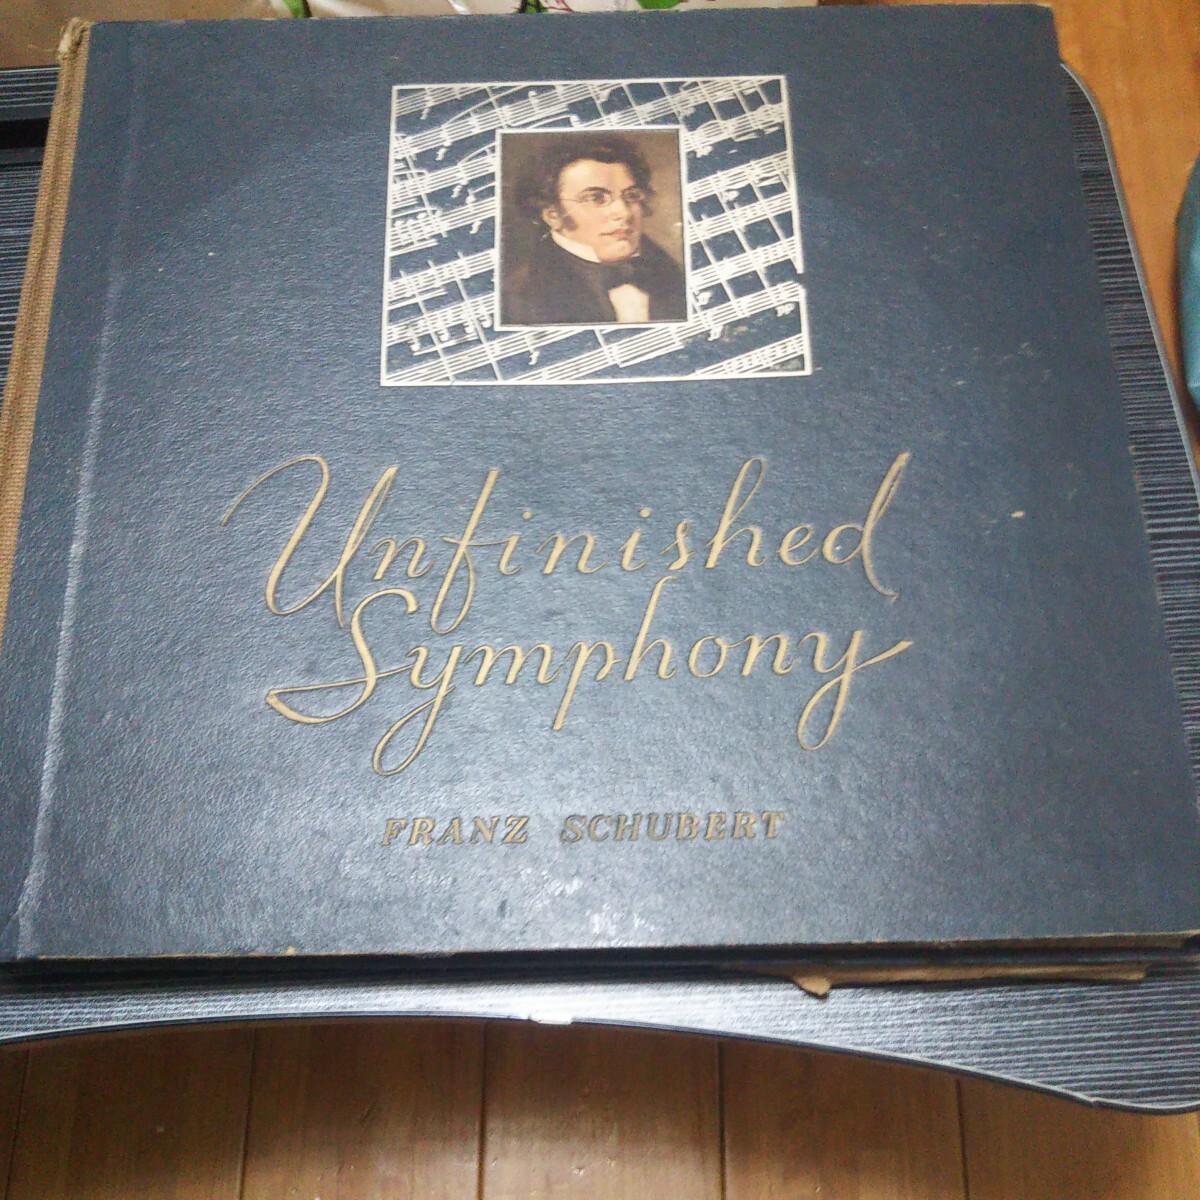 Unfinished
Symphony
FRANZ SCHUBERT